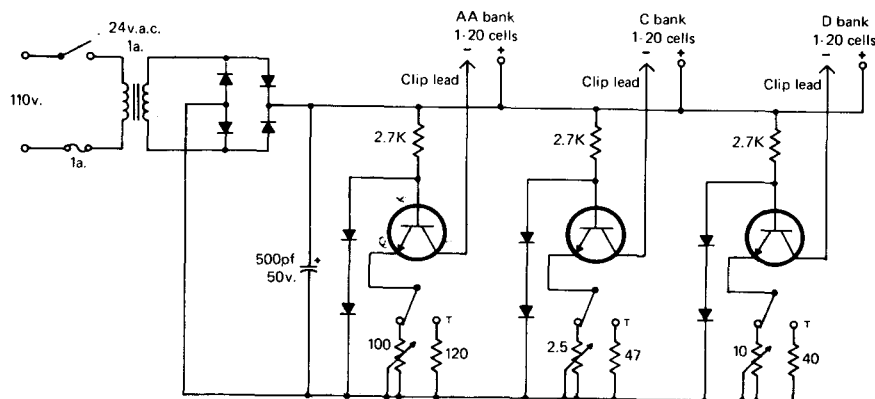 AA bank
1-20 cells
C bank
1-20 cells
D bank
1-20 cells
24v.a.c.
1a.
- +
- +
- +
Clip lead
Clip lead
Clip lead
110v.
1a.
2.7K
2.7K
2.7K
500pf
50v.
+
T
T
T
100
120
2.5
47
10
40